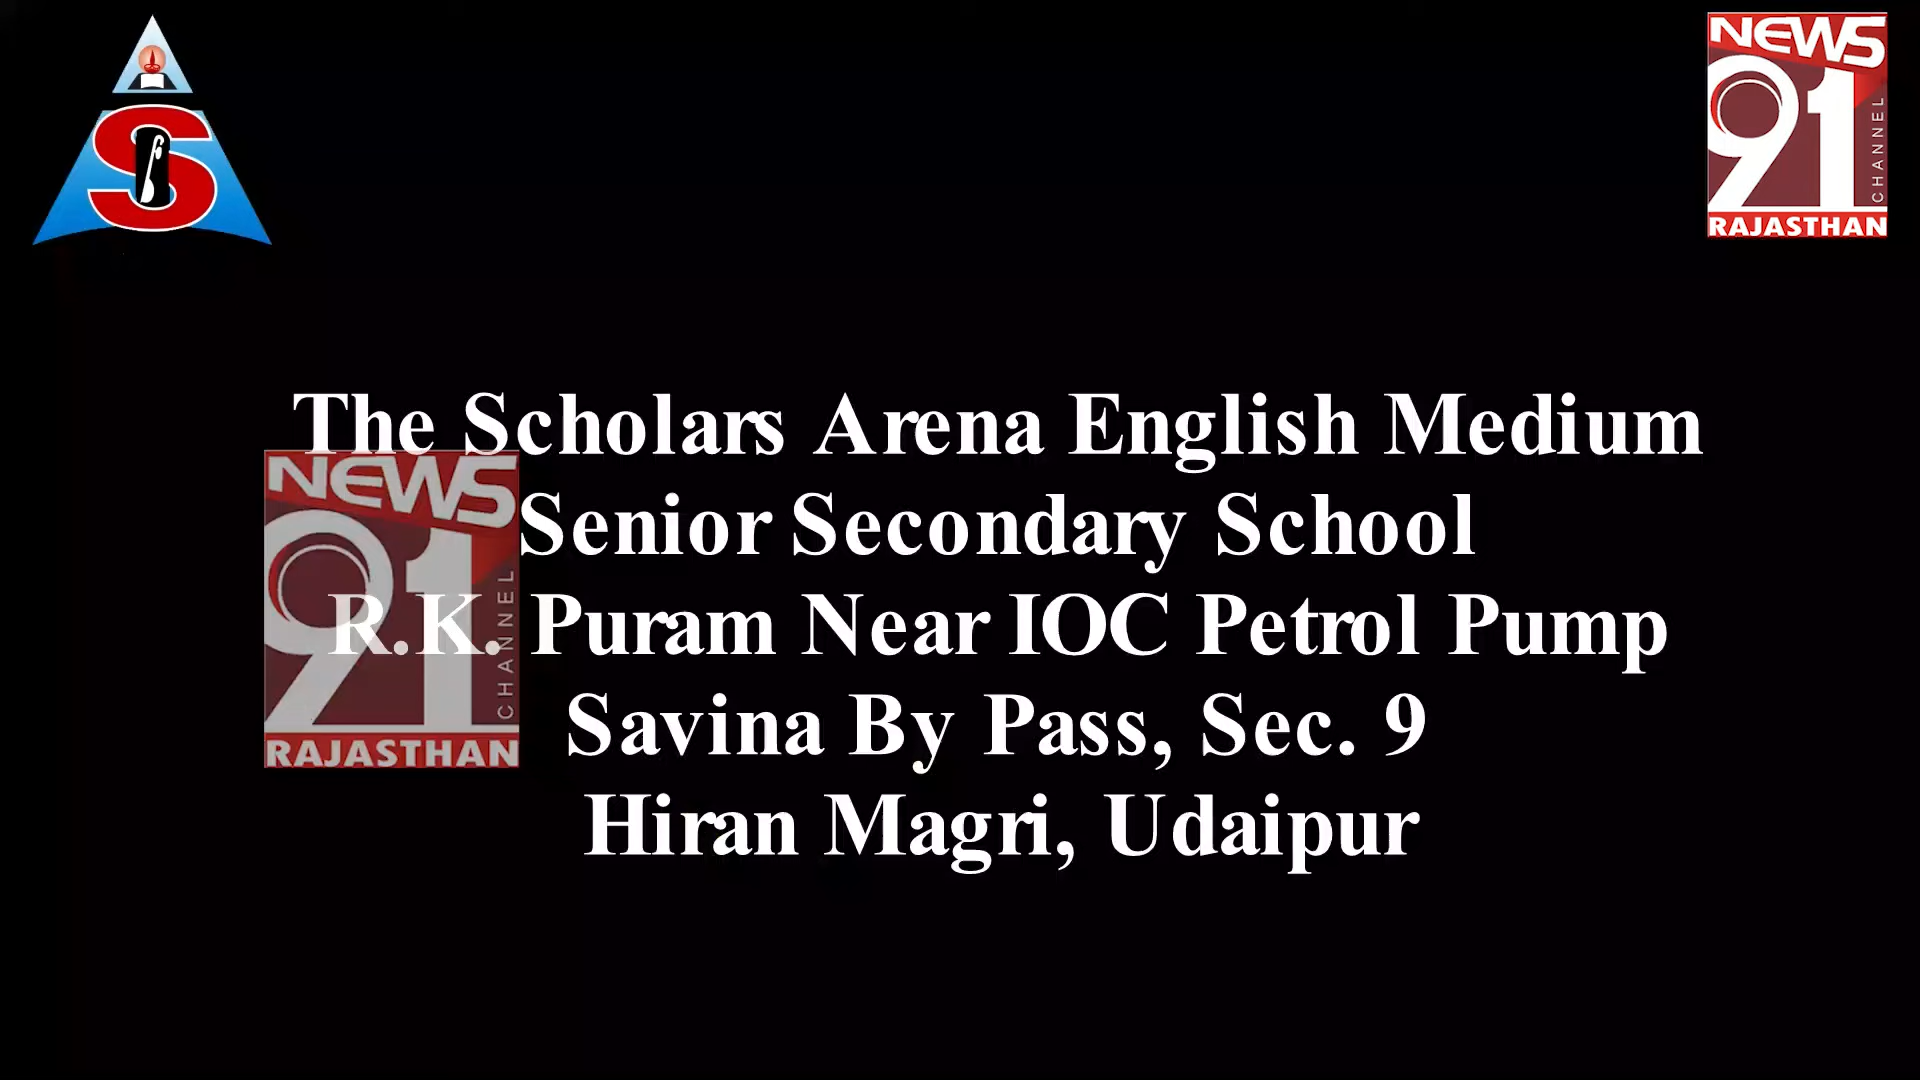 S
NEWS
91
CHANNEL
RAJASTHAN
The Scholars Arena English Medium
Senior Secondary School
R.K. Puram Near IOC Petrol Pump
Savina By Pass, Sec. 9
Hiran Magri, Udaipur
NEWS
91
CHANNEL
RAJASTHAN